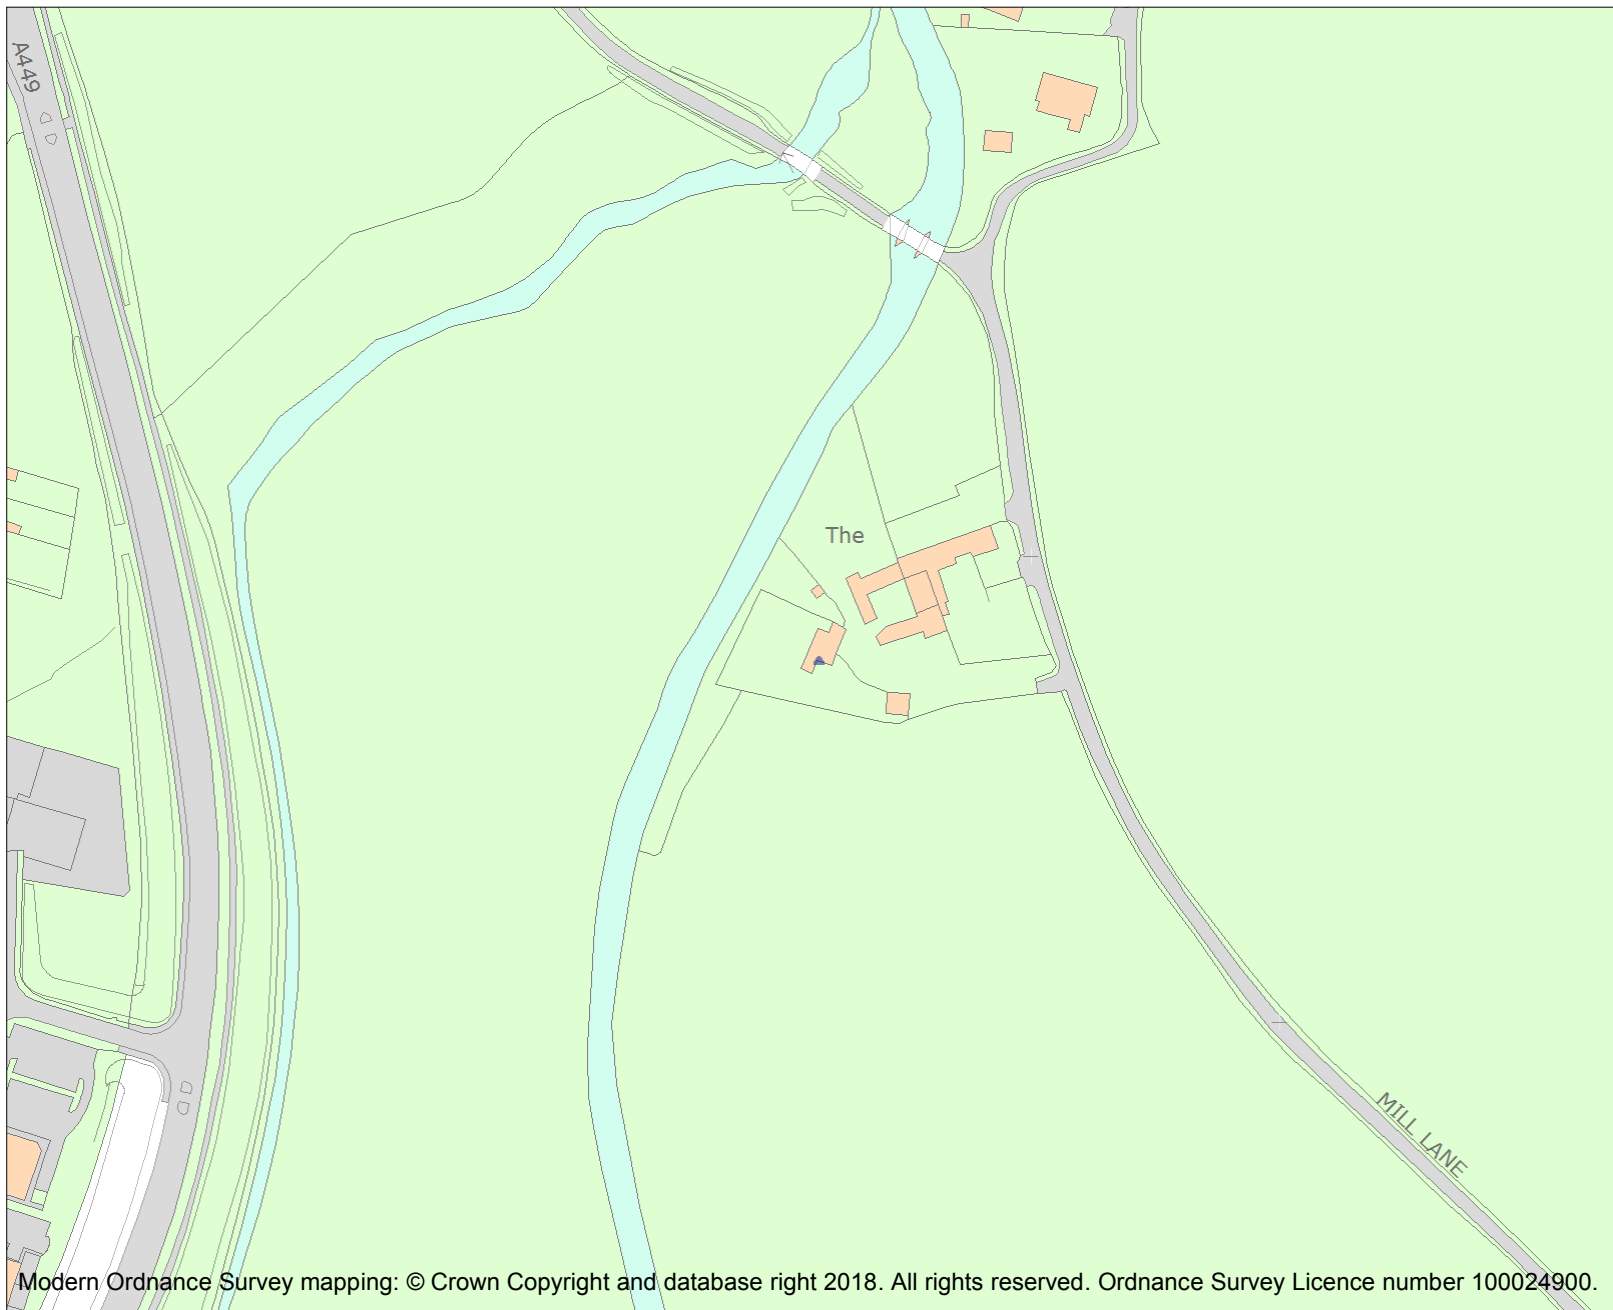 A449
The
MILL LANE
Modern Ordnance Survey mapping: © Crown Copyright and database right 2018. All rights reserved. Ordnance Survey Licence number 100024900.